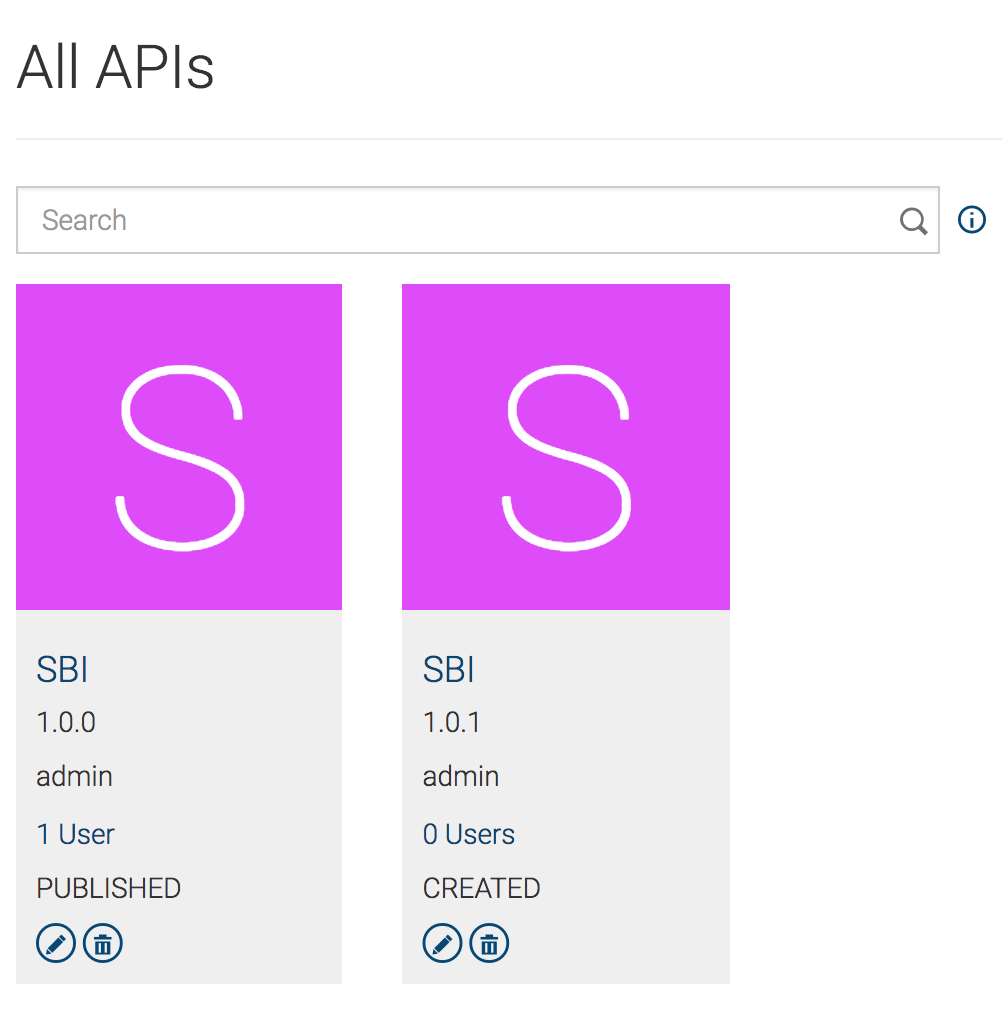 All APIs
Search
S
S
SBI
1.0.0
admin
1 User
PUBLISHED
SBI
1.0.1
admin
0 Users
CREATED